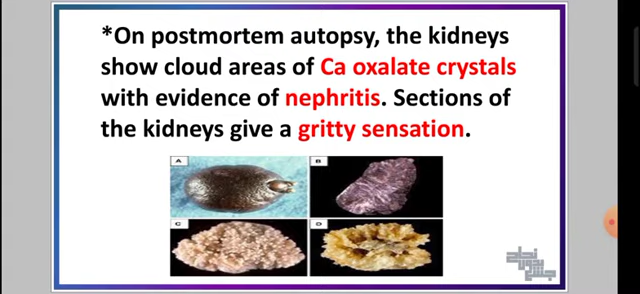 *On postmortem autopsy, the kidneys
show cloud areas of Ca oxalate crystals
with evidence of nephritis. Sections of
the kidneys give a gritty sensation.
A
B
C
D